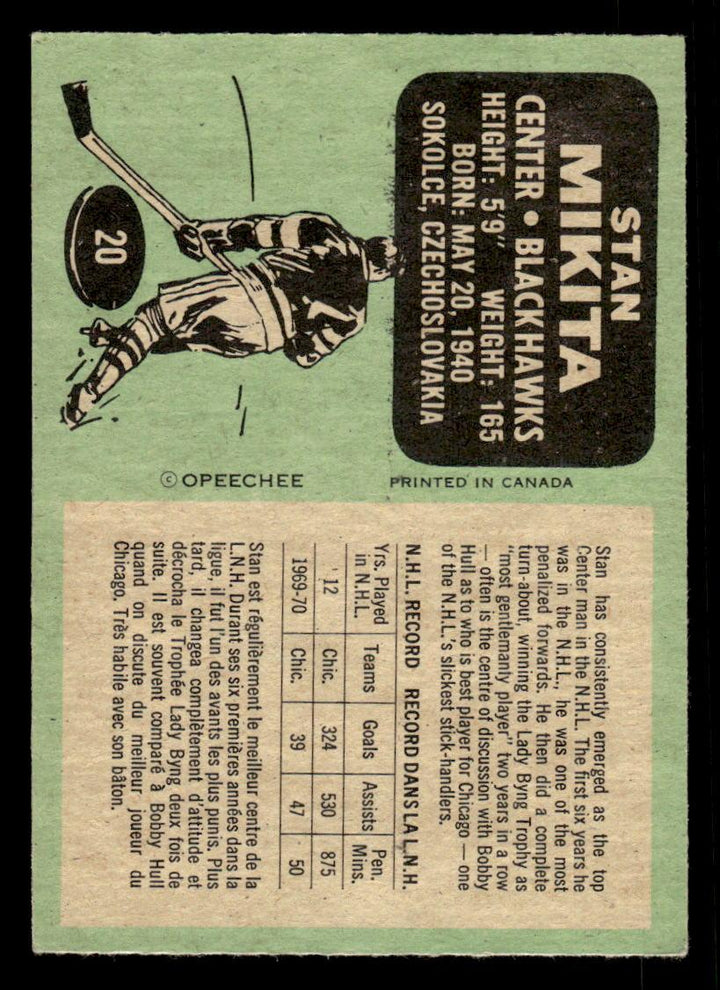 STAN
MIKITA
CENTER • BLACK HAWKS
HEIGHT: 5'9" WEIGHT: 165
BORN: MAY 20, 1940
SOKOLCE, CZECHOSLOVAKIA
20
© OPEECHEE
PRINTED IN CANADA
Stan has consistently emerged as the top
Center man in the N.H.L. The first six years he
was in the N.H.L., he was one of the most
penalized forwards. He then did a complete
turn-about, winning the Lady Byng Trophy as
"most gentlemanly player" two years in a row
— often is the centre of discussion with Bobby
Hull as to who is best player for Chicago — one
of the N.H.L.'s slickest stick-handlers.
N.H.L. RECORD RECORD DANS LA L.N.H.
Yrs. Played in N.H.L. Teams Goals Assists Pen. Mins.
12 Chic. 324 530 875
1969-70 Chic. 39 47 50
Stan est régulièrement le meilleur centre de la
L.N.H. Durant ses six premières années dans la
ligue, il fut l'un des avants les plus punis. Plus
tard, il changea complètement d'attitude et
décrocha le Trophée Lady Byng deux fois de
suite. Il est souvent comparé à Bobby Hull
quand on discute du meilleur joueur du
Chicago. Très habile avec son bâton.